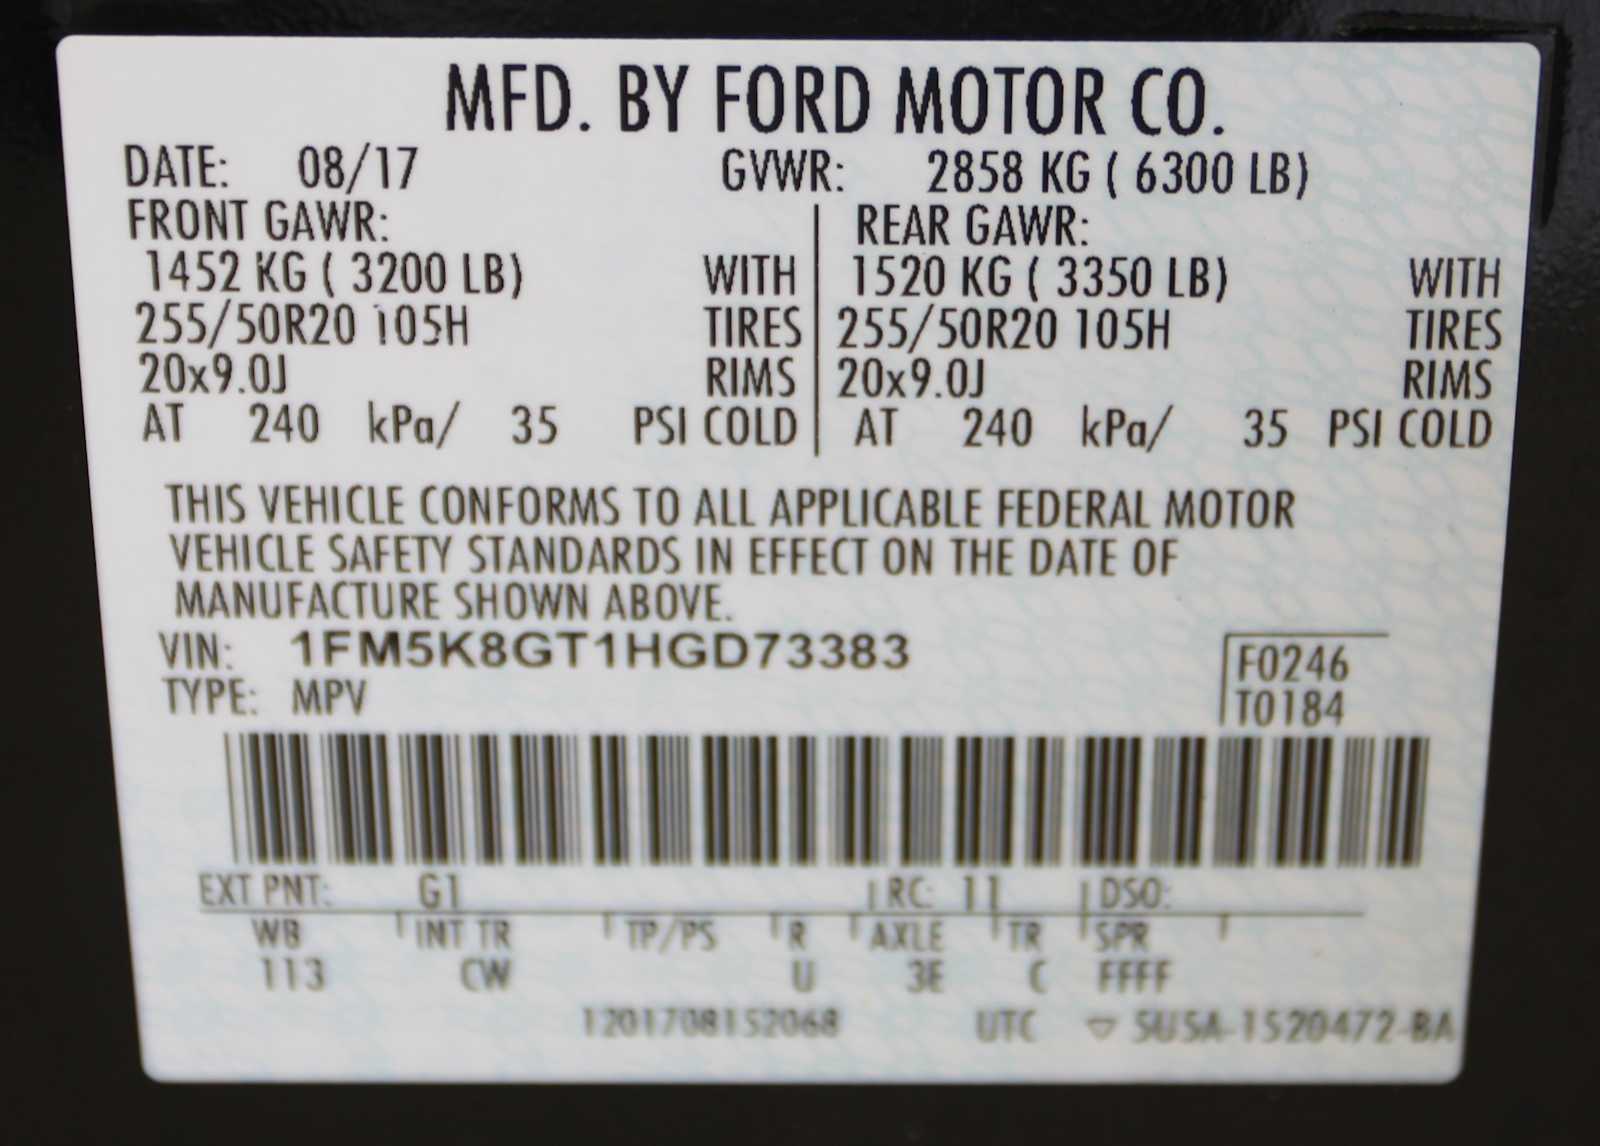 MFD. BY FORD MOTOR CO.
DATE: 08/17 GVWR: 2858 KG ( 6300 LB)
FRONT GAWR: REAR GAWR:
1452 KG ( 3200 LB) WITH 1520 KG ( 3350 LB) WITH
255/50R20 105H TIRES 255/50R20 105H TIRES
20x9.0J RIMS 20x9.0J RIMS
AT 240 kPa/ 35 PSI COLD AT 240 kPa/ 35 PSI COLD
THIS VEHICLE CONFORMS TO ALL APPLICABLE FEDERAL MOTOR
VEHICLE SAFETY STANDARDS IN EFFECT ON THE DATE OF
MANUFACTURE SHOWN ABOVE.
VIN: 1FM5K8GT1HGD73383
F0246
TYPE: MPV
T0184
EXT PNT: G1 RC: 11 DSO:
WB INT TR TP/PS R AXLE TR SPR
113 CW U 3E C FFFF
1201708152068 UTC ▽ SU5A-1520472-BA